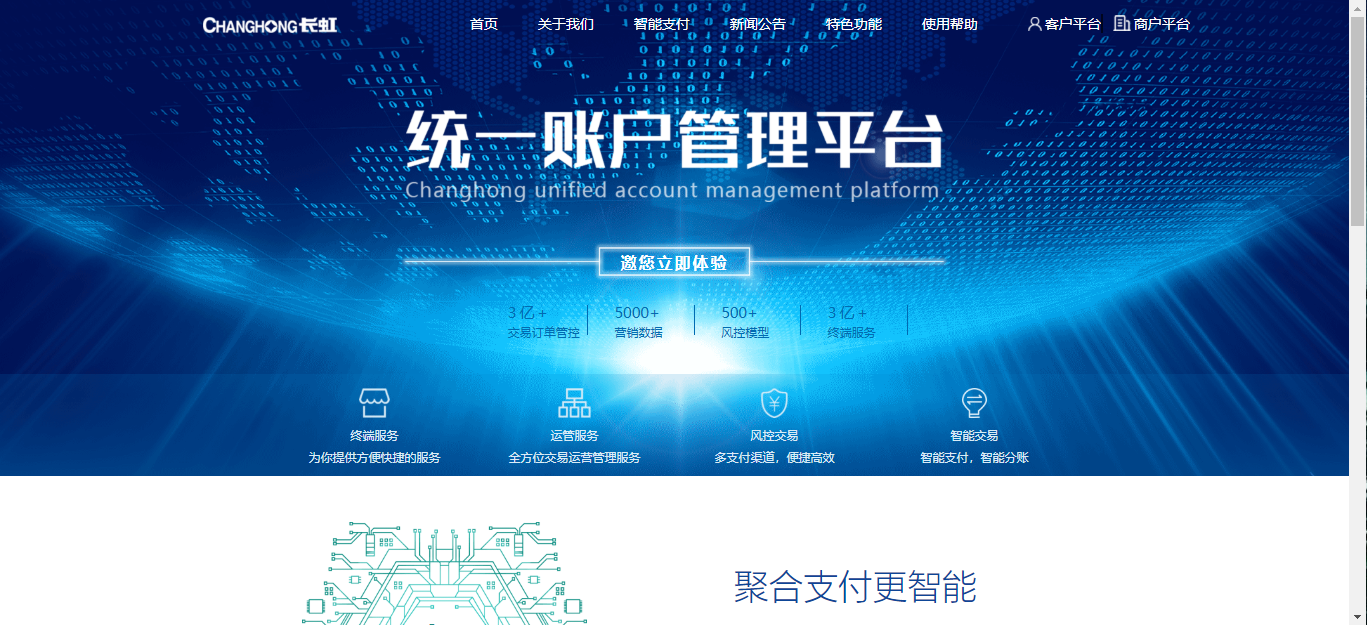 CHANGHONG长虹
首页 关于我们 智能支付 新闻公告 特色功能 使用帮助 客户平台 商户平台
统一账户管理平台
Changhong unified account management platform
邀您立即体验
3 亿 + 5000+ 500+ 3 亿 +
交易订单管控 营销数据 风控模型 终端服务
终端服务 运管服务 风控交易 智能交易
为你提供方便快捷的服务 全方位交易运营管理服务 多支付渠道，便捷高效 智能支付，智能分账
聚合支付更智能